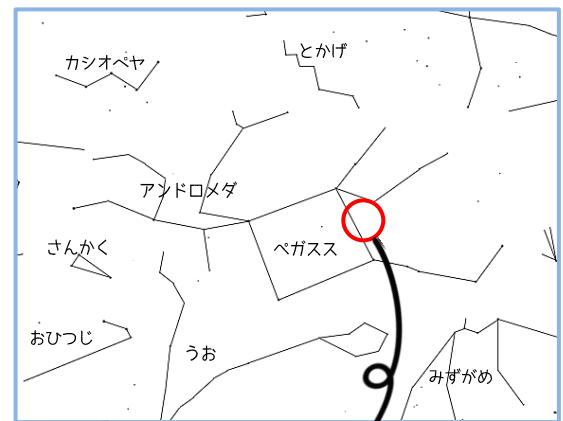 カシオペヤ
とかげ
アンドロメダ
さんかく
ペガスス
おひつじ
うお
みずがめ